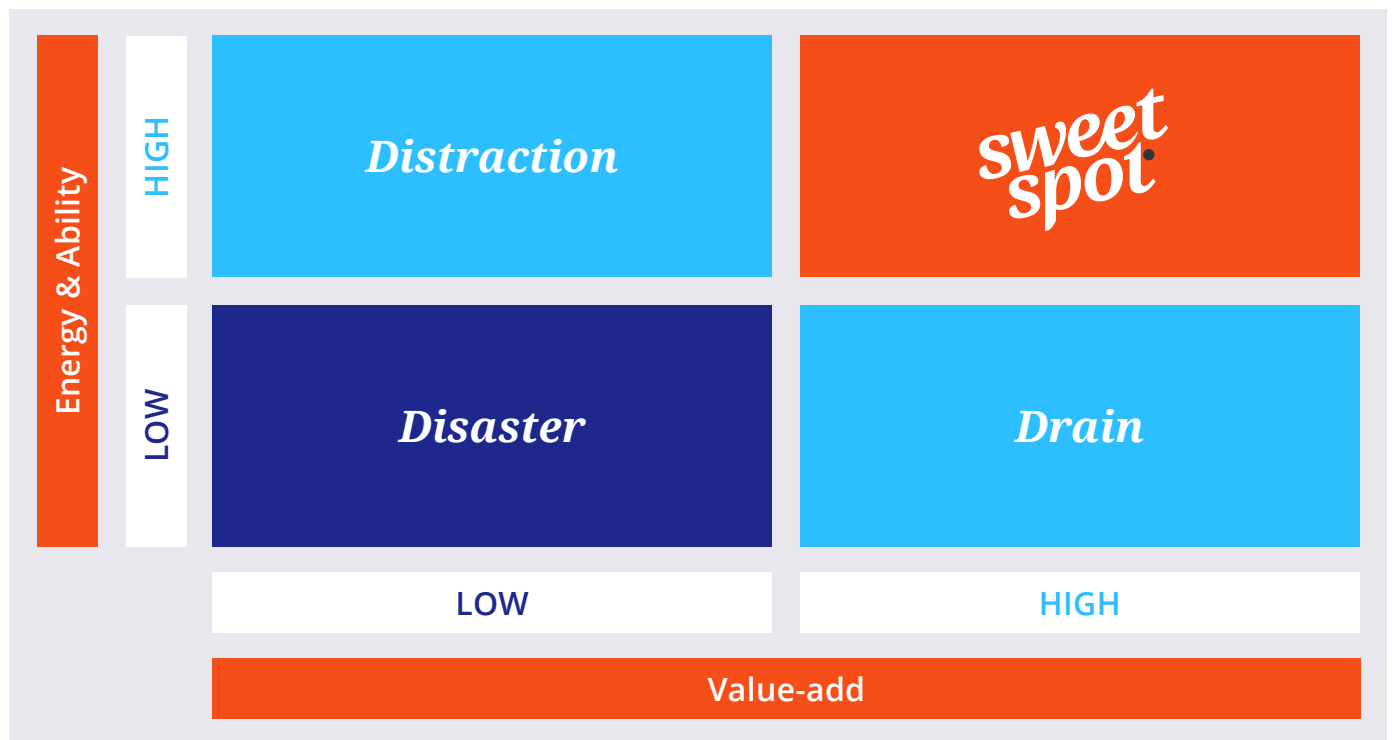 Energy & Ability
HIGH
Distraction
sweet
spot
LOW
Disaster
Drain
LOW
HIGH
Value-add